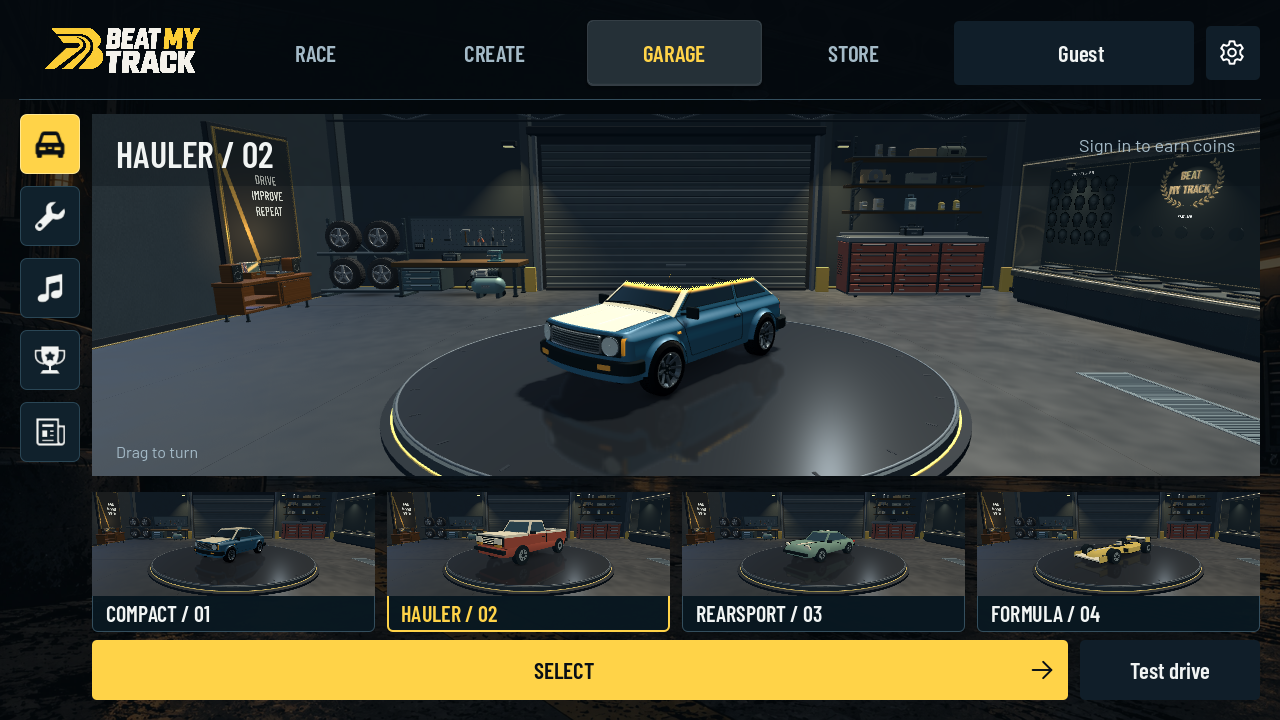 BEAT MY TRACK
RACE
CREATE
GARAGE
STORE
Guest
HAULER / 02
Sign in to earn coins
DRIVE
IMPROVE
REPEAT
BEAT
MY TRACK
Drag to turn
COMPACT / 01
HAULER / 02
REARSPORT / 03
FORMULA / 04
SELECT
Test drive